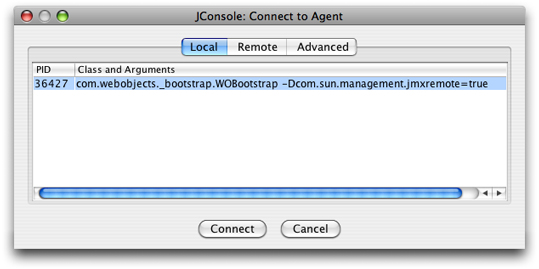 JConsole: Connect to Agent
Local Remote Advanced
PID Class and Arguments
36427 com.webobjects._bootstrap.WOBootstrap -Dcom.sun.management.jmxremote=true
Connect Cancel